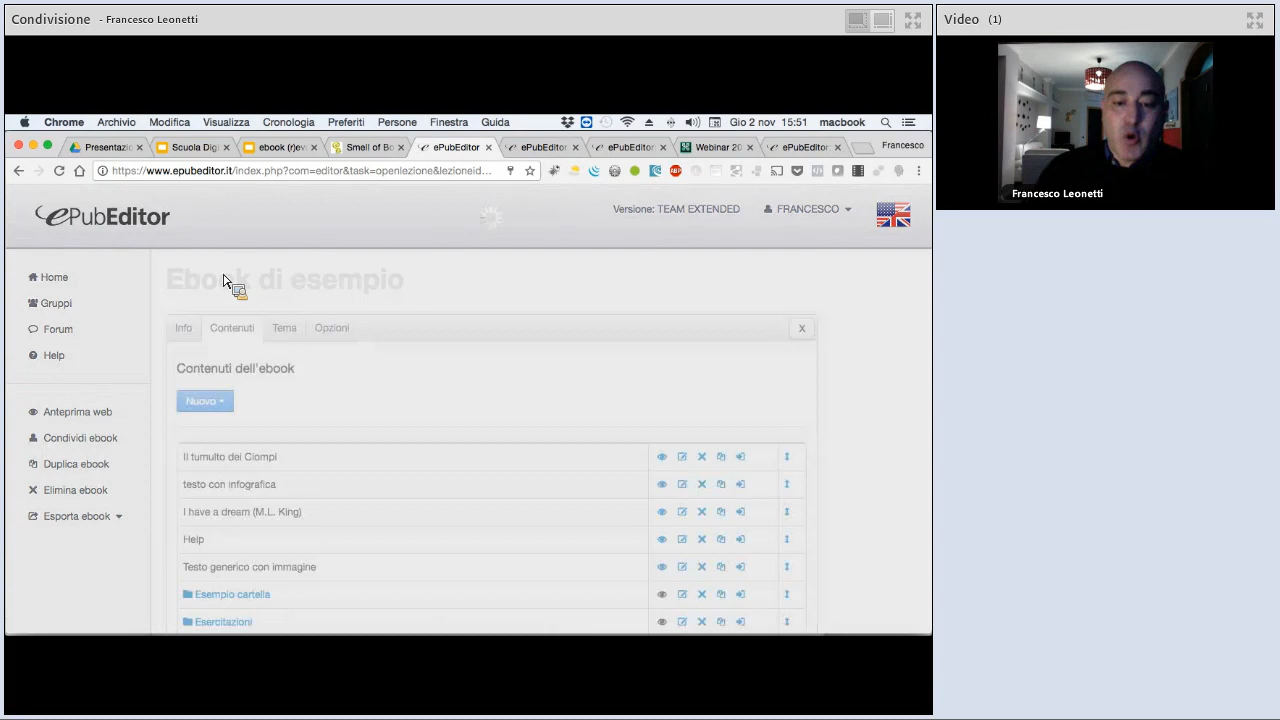 Condivisione - Francesco Leonetti
Video (1)
Chrome Archivio Modifica Visualizza Cronologia Preferiti Persone Finestra Guida Gio 2 nov 15:51 macbook
Presentazio Scuola Dig ebook (r)ev Smell of Bo ePubEditor ePubEditor: ePubEditor: Webinar 20 ePubEditor: Francesco
https://www.epubeditor.it/index.php?com=editor&task=openlezione&lezioneid...
ABP
ePubEditor
Versione: TEAM EXTENDED
FRANCESCO
Francesco Leonetti
Home
Gruppi
Forum
Help
Anteprima web
Condividi ebook
Duplica ebook
Elimina ebook
Esporta ebook
Ebook di esempio
Info Contenuti Tema Opzioni X
Contenuti dell'ebook
Nuovo
Il tumulto dei Ciompi
testo con infografica
I have a dream (M.L. King)
Help
Testo generico con immagine
Esempio cartella
Esercitazioni